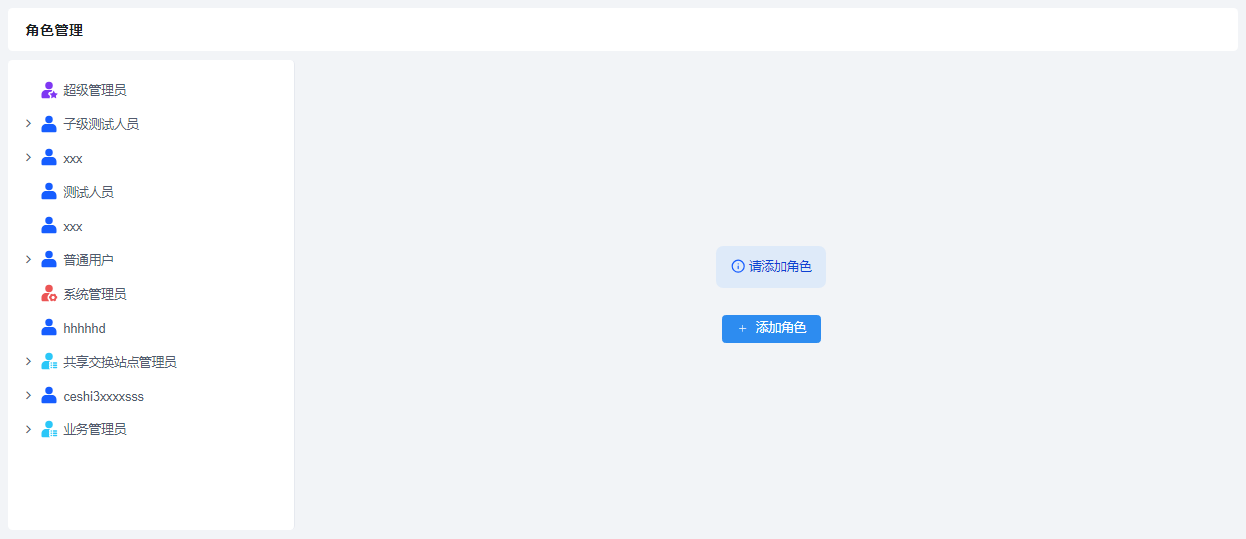 角色管理
超级管理员
子级测试人员
xxx
测试人员
xxx
普通用户
系统管理员
hhhhhd
共享交换站点管理员
ceshi3xxxxsss
业务管理员
请添加角色
+ 添加角色